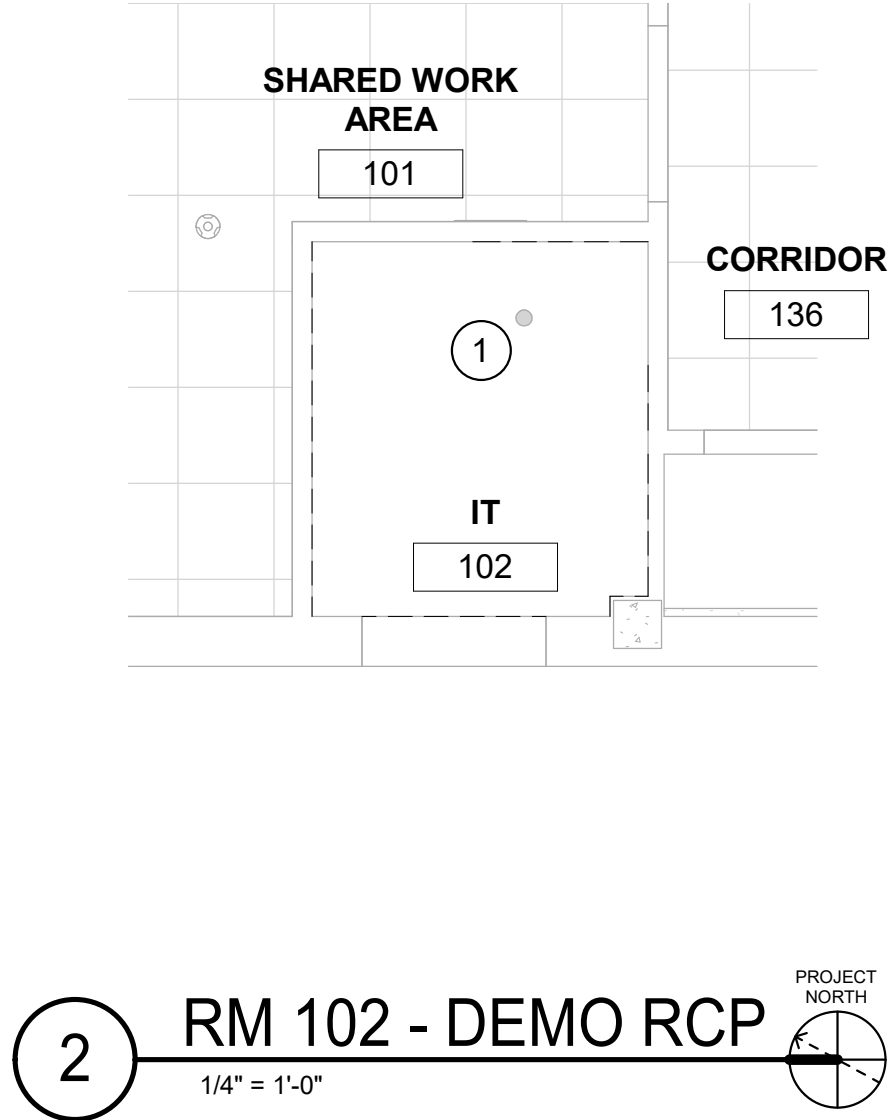 SHARED WORK
AREA
101
CORRIDOR
136
1
IT
102
PROJECT
NORTH
2
RM 102 - DEMO RCP
1/4" = 1'-0"